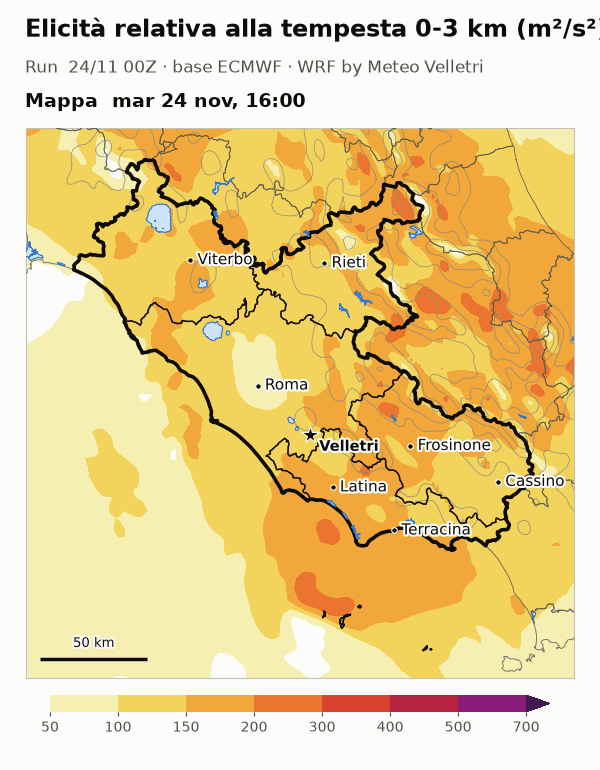 Elicità relativa alla tempesta 0-3 km (m²/s²)
Run 24/11 00Z · base ECMWF · WRF by Meteo Velletri
Mappa mar 24 nov, 16:00
Viterbo
Rieti
Roma
Velletri
Frosinone
Cassino
Latina
Terracina
50 km
50 100 150 200 300 400 500 700